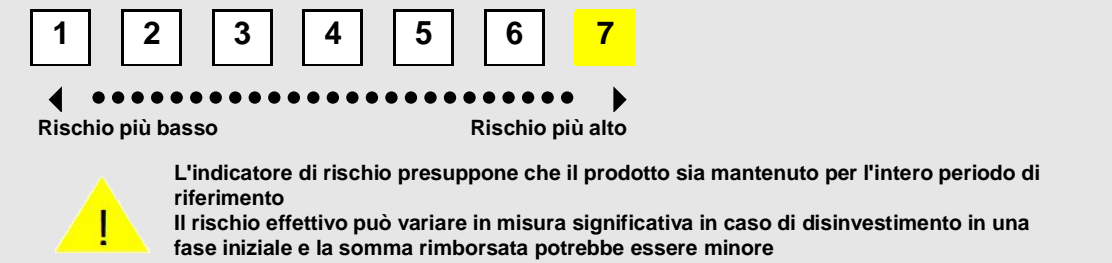 1 2 3 4 5 6 7
Rischio più basso Rischio più alto
L'indicatore di rischio presuppone che il prodotto sia mantenuto per l'intero periodo di
riferimento
Il rischio effettivo può variare in misura significativa in caso di disinvestimento in una
fase iniziale e la somma rimborsata potrebbe essere minore
!